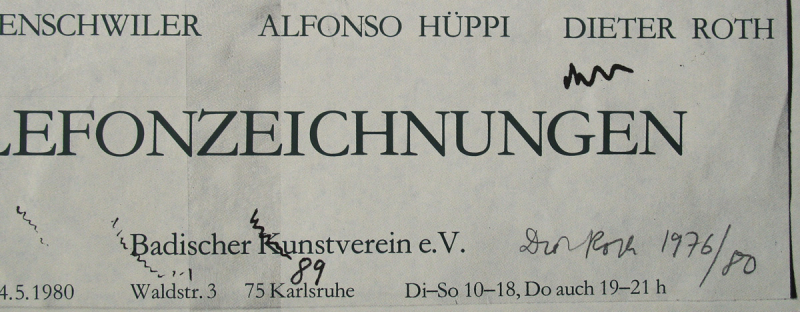 ENSCHWILER ALFONSO HÜPPI DIETER ROTH
LEFONZEICHNUNGEN
Badischer Kunstverein e.V. Roth 1976/80
89
4.5.1980 Waldstr. 3 75 Karlsruhe Di–So 10–18, Do auch 19–21 h